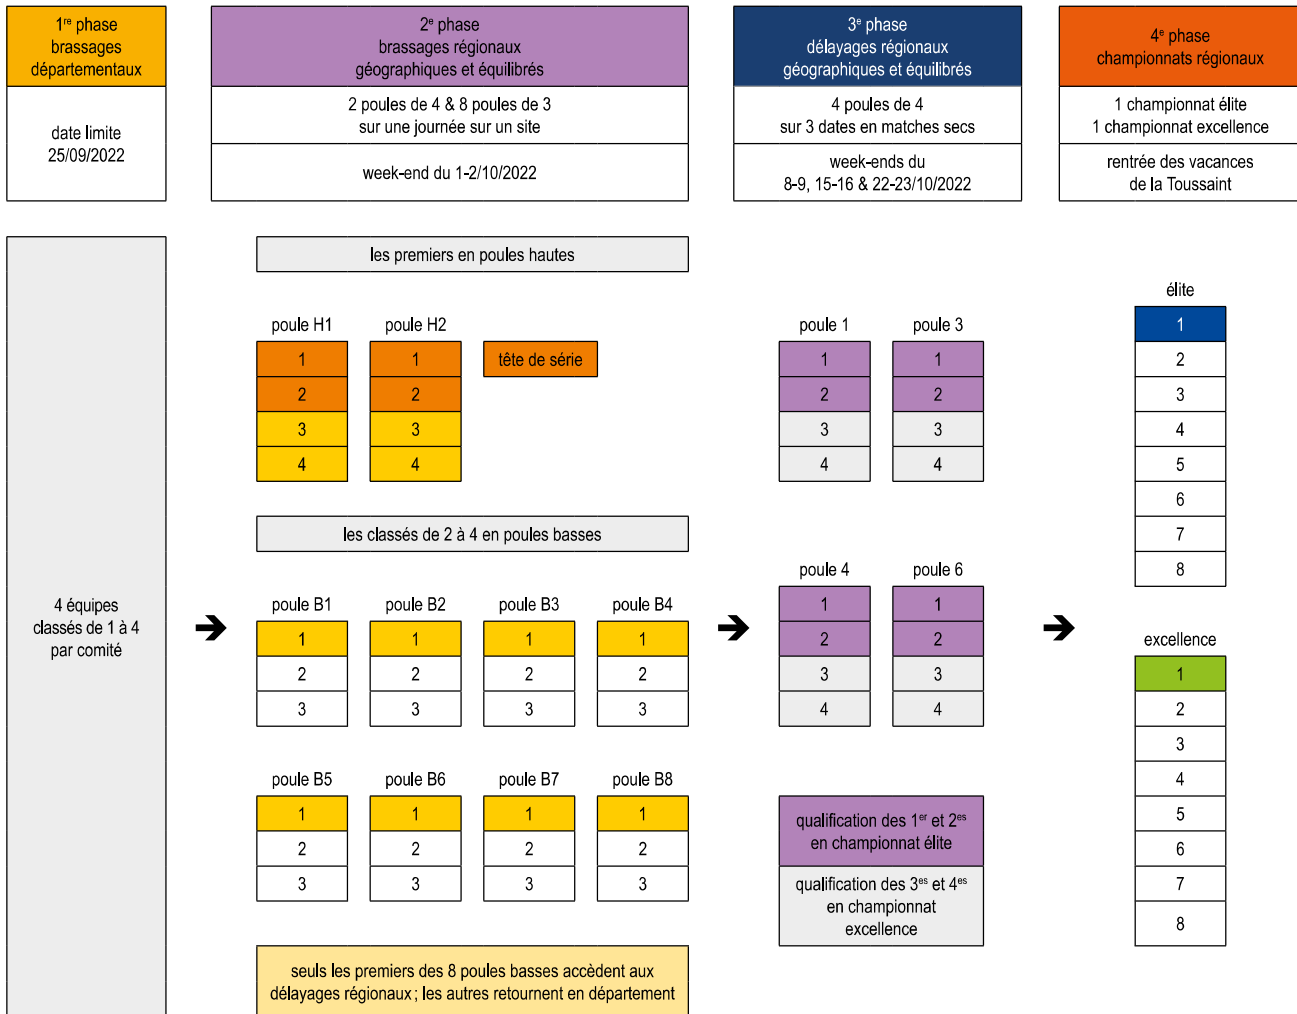 1re phase
brassages
départementaux
date limite
25/09/2022
2e phase
brassages régionaux
géographiques et équilibrés
2 poules de 4 & 8 poules de 3
sur une journée sur un site
week-end du 1-2/10/2022
3e phase
délayages régionaux
géographiques et équilibrés
4 poules de 4
sur 3 dates en matches secs
week-ends du
8-9, 15-16 & 22-23/10/2022
4e phase
championnats régionaux
1 championnat élite
1 championnat excellence
rentrée des vacances
de la Toussaint
4 équipes
classés de 1 à 4
par comité
➔
les premiers en poules hautes
poule H1 poule H2
1 1 tête de série
2 2
3 3
4 4
les classés de 2 à 4 en poules basses
poule B1 poule B2 poule B3 poule B4
1 1 1 1
2 2 2 2
3 3 3 3
poule B5 poule B6 poule B7 poule B8
1 1 1 1
2 2 2 2
3 3 3 3
seuls les premiers des 8 poules basses accèdent aux
délayages régionaux ; les autres retournent en département
➔
poule 1 poule 3
1 1
2 2
3 3
4 4
poule 4 poule 6
1 1
2 2
3 3
4 4
qualification des 1er et 2es
en championnat élite
qualification des 3es et 4es
en championnat
excellence
➔
élite
1
2
3
4
5
6
7
8
excellence
1
2
3
4
5
6
7
8